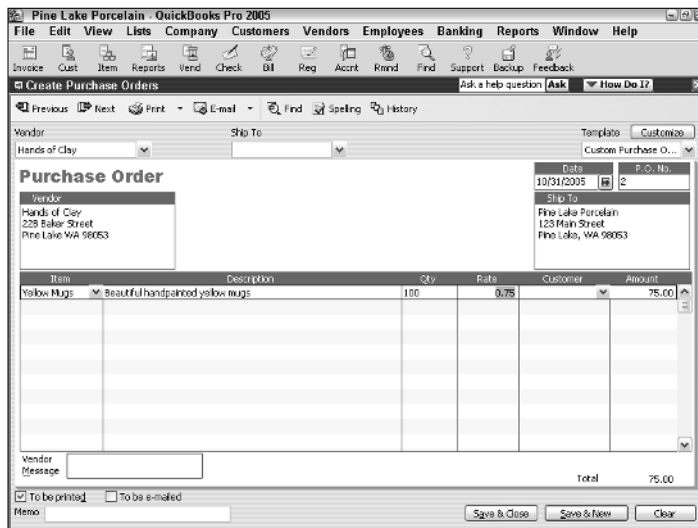 Pine Lake Porcelain - QuickBooks Pro 2005
File Edit View Lists Company Customers Vendors Employees Banking Reports Window Help
Invoice Cust Item Reports Vend Check Bill Reg Accnt Rmnd Find Support Backup Feedback
Create Purchase Orders Ask a help question Ask How Do I?
Previous Next Print E-mail Find Spelling History
Vendor Ship To Template Customize
Hands of Clay Custom Purchase O...
Purchase Order
Date P.O. No.
10/31/2005 2
Vendor Ship To
Hands of Clay Pine Lake Porcelain
228 Baker Street 123 Main Street
Pine Lake WA 98053 Pine Lake, WA 98053
Item Description Qty Rate Customer Amount
Yellow Mugs Beautiful handpainted yellow mugs 100 0.75 75.00
Vendor
Message
Total 75.00
To be printed To be e-mailed
Memo Save & Close Save & New Clear